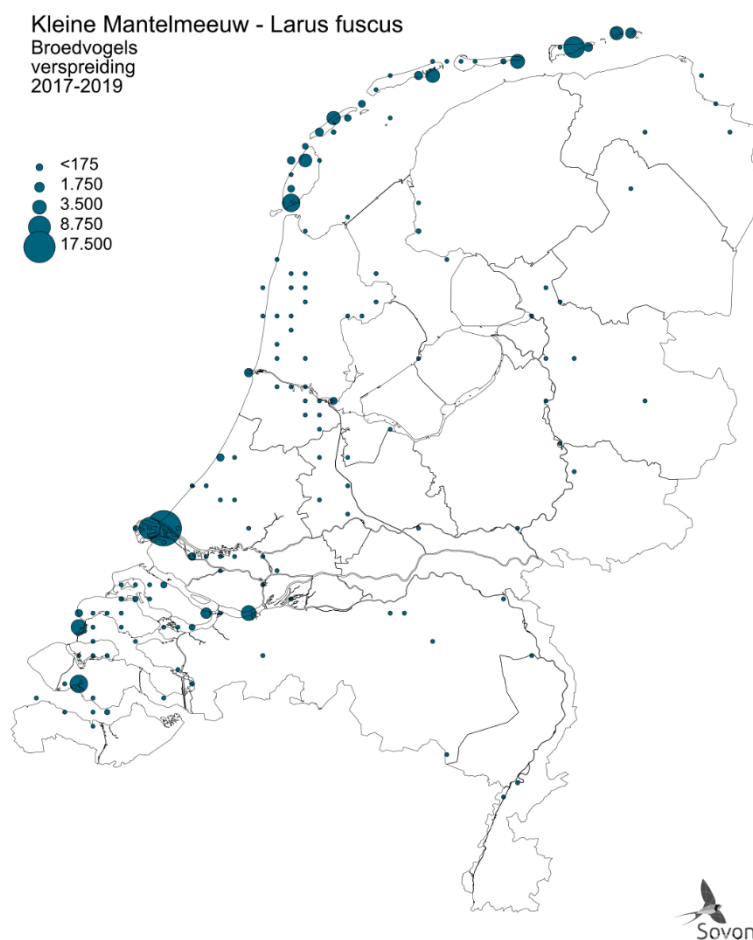 Kleine Mantelmeeuw - Larus fuscus
Broedvogels
verspreiding
2017-2019
<175
1.750
3.500
8.750
17.500
Sovon